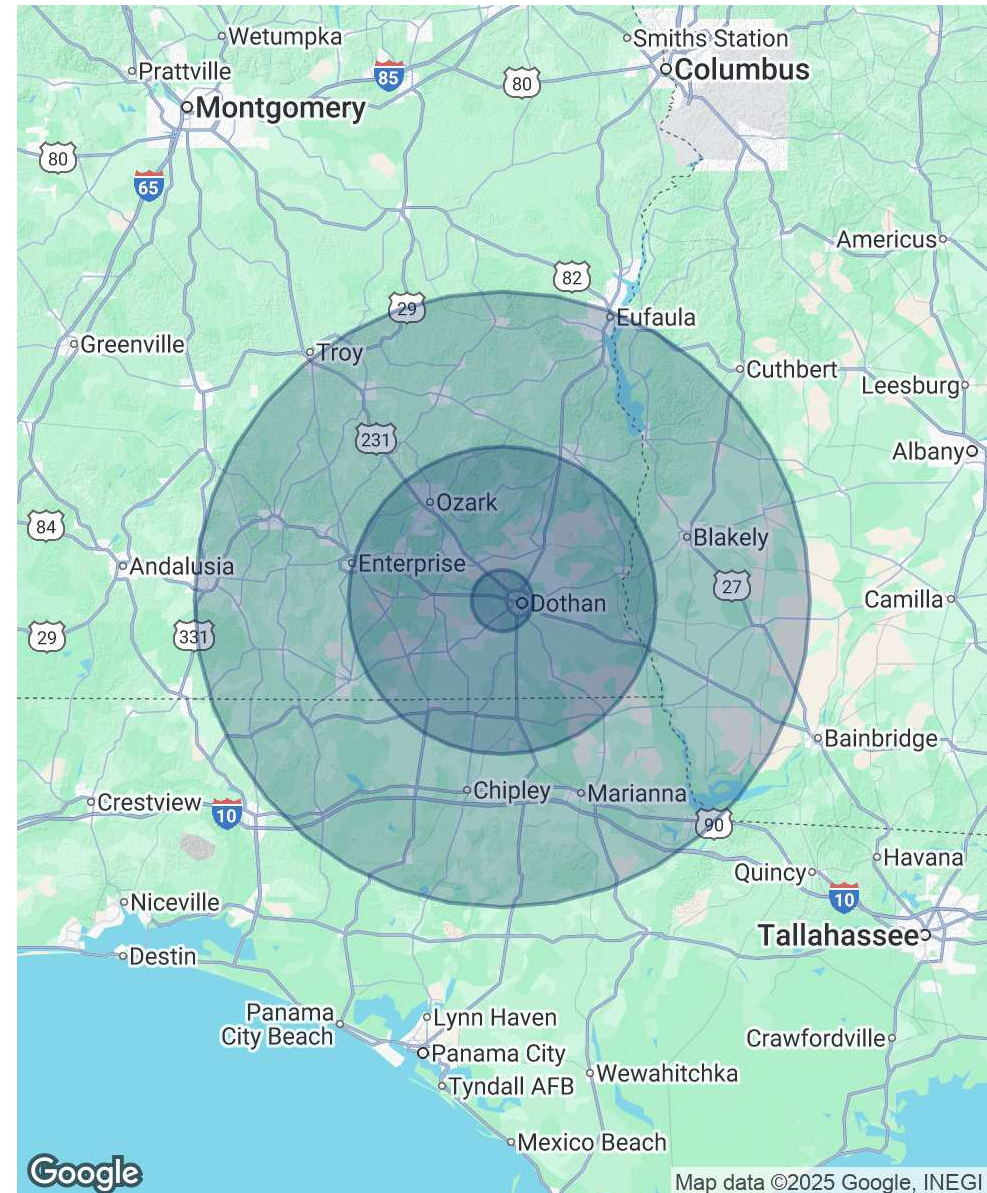 Wetumpka
Smiths Station
Prattville
85
80
Columbus
Montgomery
80
65
Americus
82
29
Eufaula
Greenville
Troy
Cuthbert
Leesburg
231
Albany
Ozark
84
Blakely
Andalusia
Enterprise
27
Camilla
Dothan
29
331
Bainbridge
Chipley
Marianna
Crestview
10
90
Havana
Quincy
10
Niceville
Tallahassee
Destin
Panama
City Beach
Lynn Haven
Crawfordville
Panama City
Wewahitchka
Tyndall AFB
Mexico Beach
Google
Map data ©2025 Google, INEGI